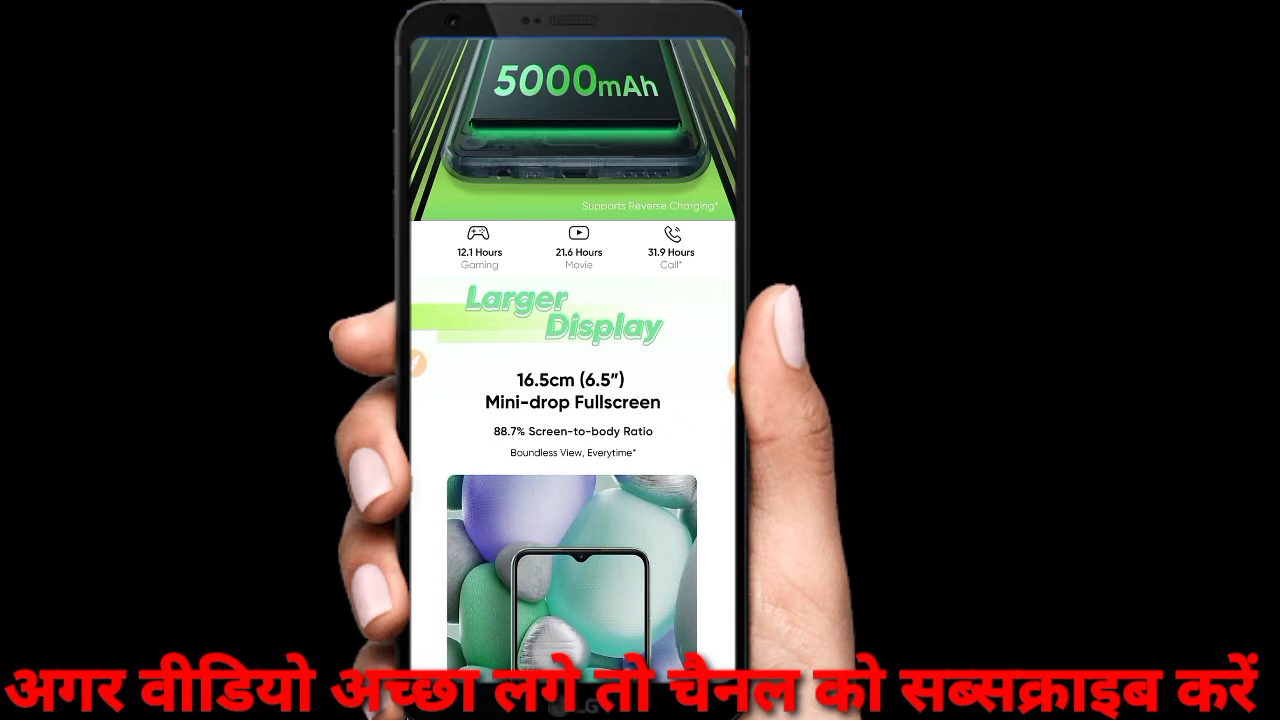 5000mAh
Supports Reverse Charging*
12.1 Hours 21.6 Hours 31.9 Hours
Gaming Movie Call*
Larger
Display
16.5cm (6.5”)
Mini-drop Fullscreen
88.7% Screen-to-body Ratio
Boundless View, Everytime*
अगर वीडियो अच्छा लगे तो चैनल को सब्सक्राइब करें
LG